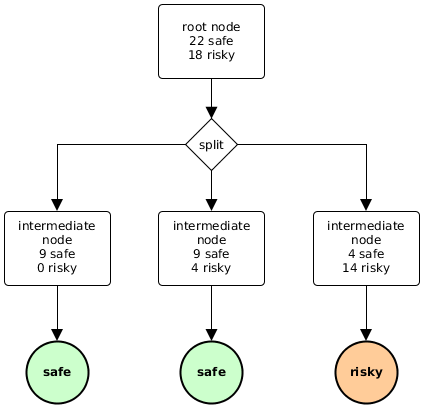 root node
22 safe
18 risky
split
intermediate
node
9 safe
0 risky
intermediate
node
9 safe
4 risky
intermediate
node
4 safe
14 risky
safe
safe
risky